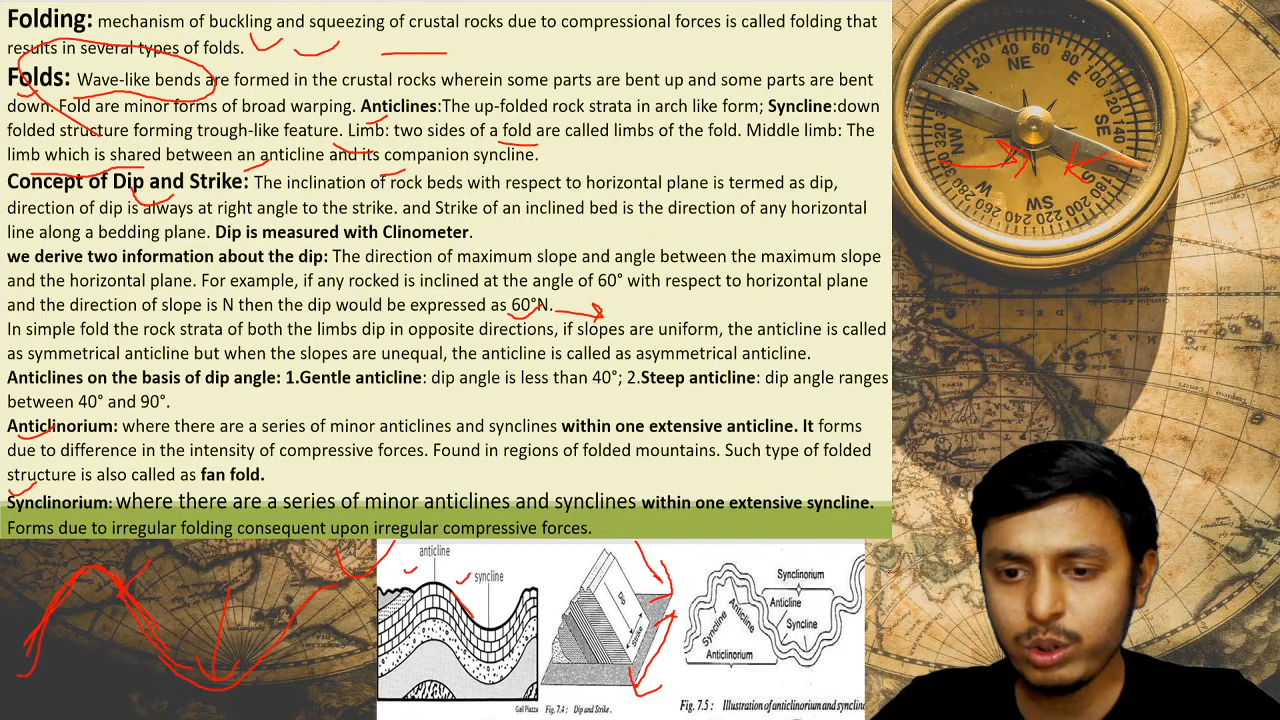 Folding: mechanism of buckling and squeezing of crustal rocks due to compressional forces is called folding that
results in several types of folds.
Folds: Wave-like bends are formed in the crustal rocks wherein some parts are bent up and some parts are bent
down. Fold are minor forms of broad warping. Anticlines:The up-folded rock strata in arch like form; Syncline:down
folded structure forming trough-like feature. Limb: two sides of a fold are called limbs of the fold. Middle limb: The
limb which is shared between an anticline and its companion syncline.
Concept of Dip and Strike: The inclination of rock beds with respect to horizontal plane is termed as dip,
direction of dip is always at right angle to the strike. and Strike of an inclined bed is the direction of any horizontal
line along a bedding plane. Dip is measured with Clinometer.
we derive two information about the dip: The direction of maximum slope and angle between the maximum slope
and the horizontal plane. For example, if any rocked is inclined at the angle of 60° with respect to horizontal plane
and the direction of slope is N then the dip would be expressed as 60°N.
In simple fold the rock strata of both the limbs dip in opposite directions, if slopes are uniform, the anticline is called
as symmetrical anticline but when the slopes are unequal, the anticline is called as asymmetrical anticline.
Anticlines on the basis of dip angle: 1.Gentle anticline: dip angle is less than 40°; 2.Steep anticline: dip angle ranges
between 40° and 90°.
Anticlinorium: where there are a series of minor anticlines and synclines within one extensive anticline. It forms
due to difference in the intensity of compressive forces. Found in regions of folded mountains. Such type of folded
structure is also called as fan fold.
Synclinorium: where there are a series of minor anticlines and synclines within one extensive syncline.
Forms due to irregular folding consequent upon irregular compressive forces.
anticline
syncline
Gail Piazza
Dip
Strike
Fig. 7.4 : Dip and Strike.
Synclinorium
Anticline
Syncline
Syncline
Anticline
Anticlinorium
Fig. 7.5 : Illustration of anticlinorium and synclin
40 60
NE
E
SE
S
SW
W
NW
N